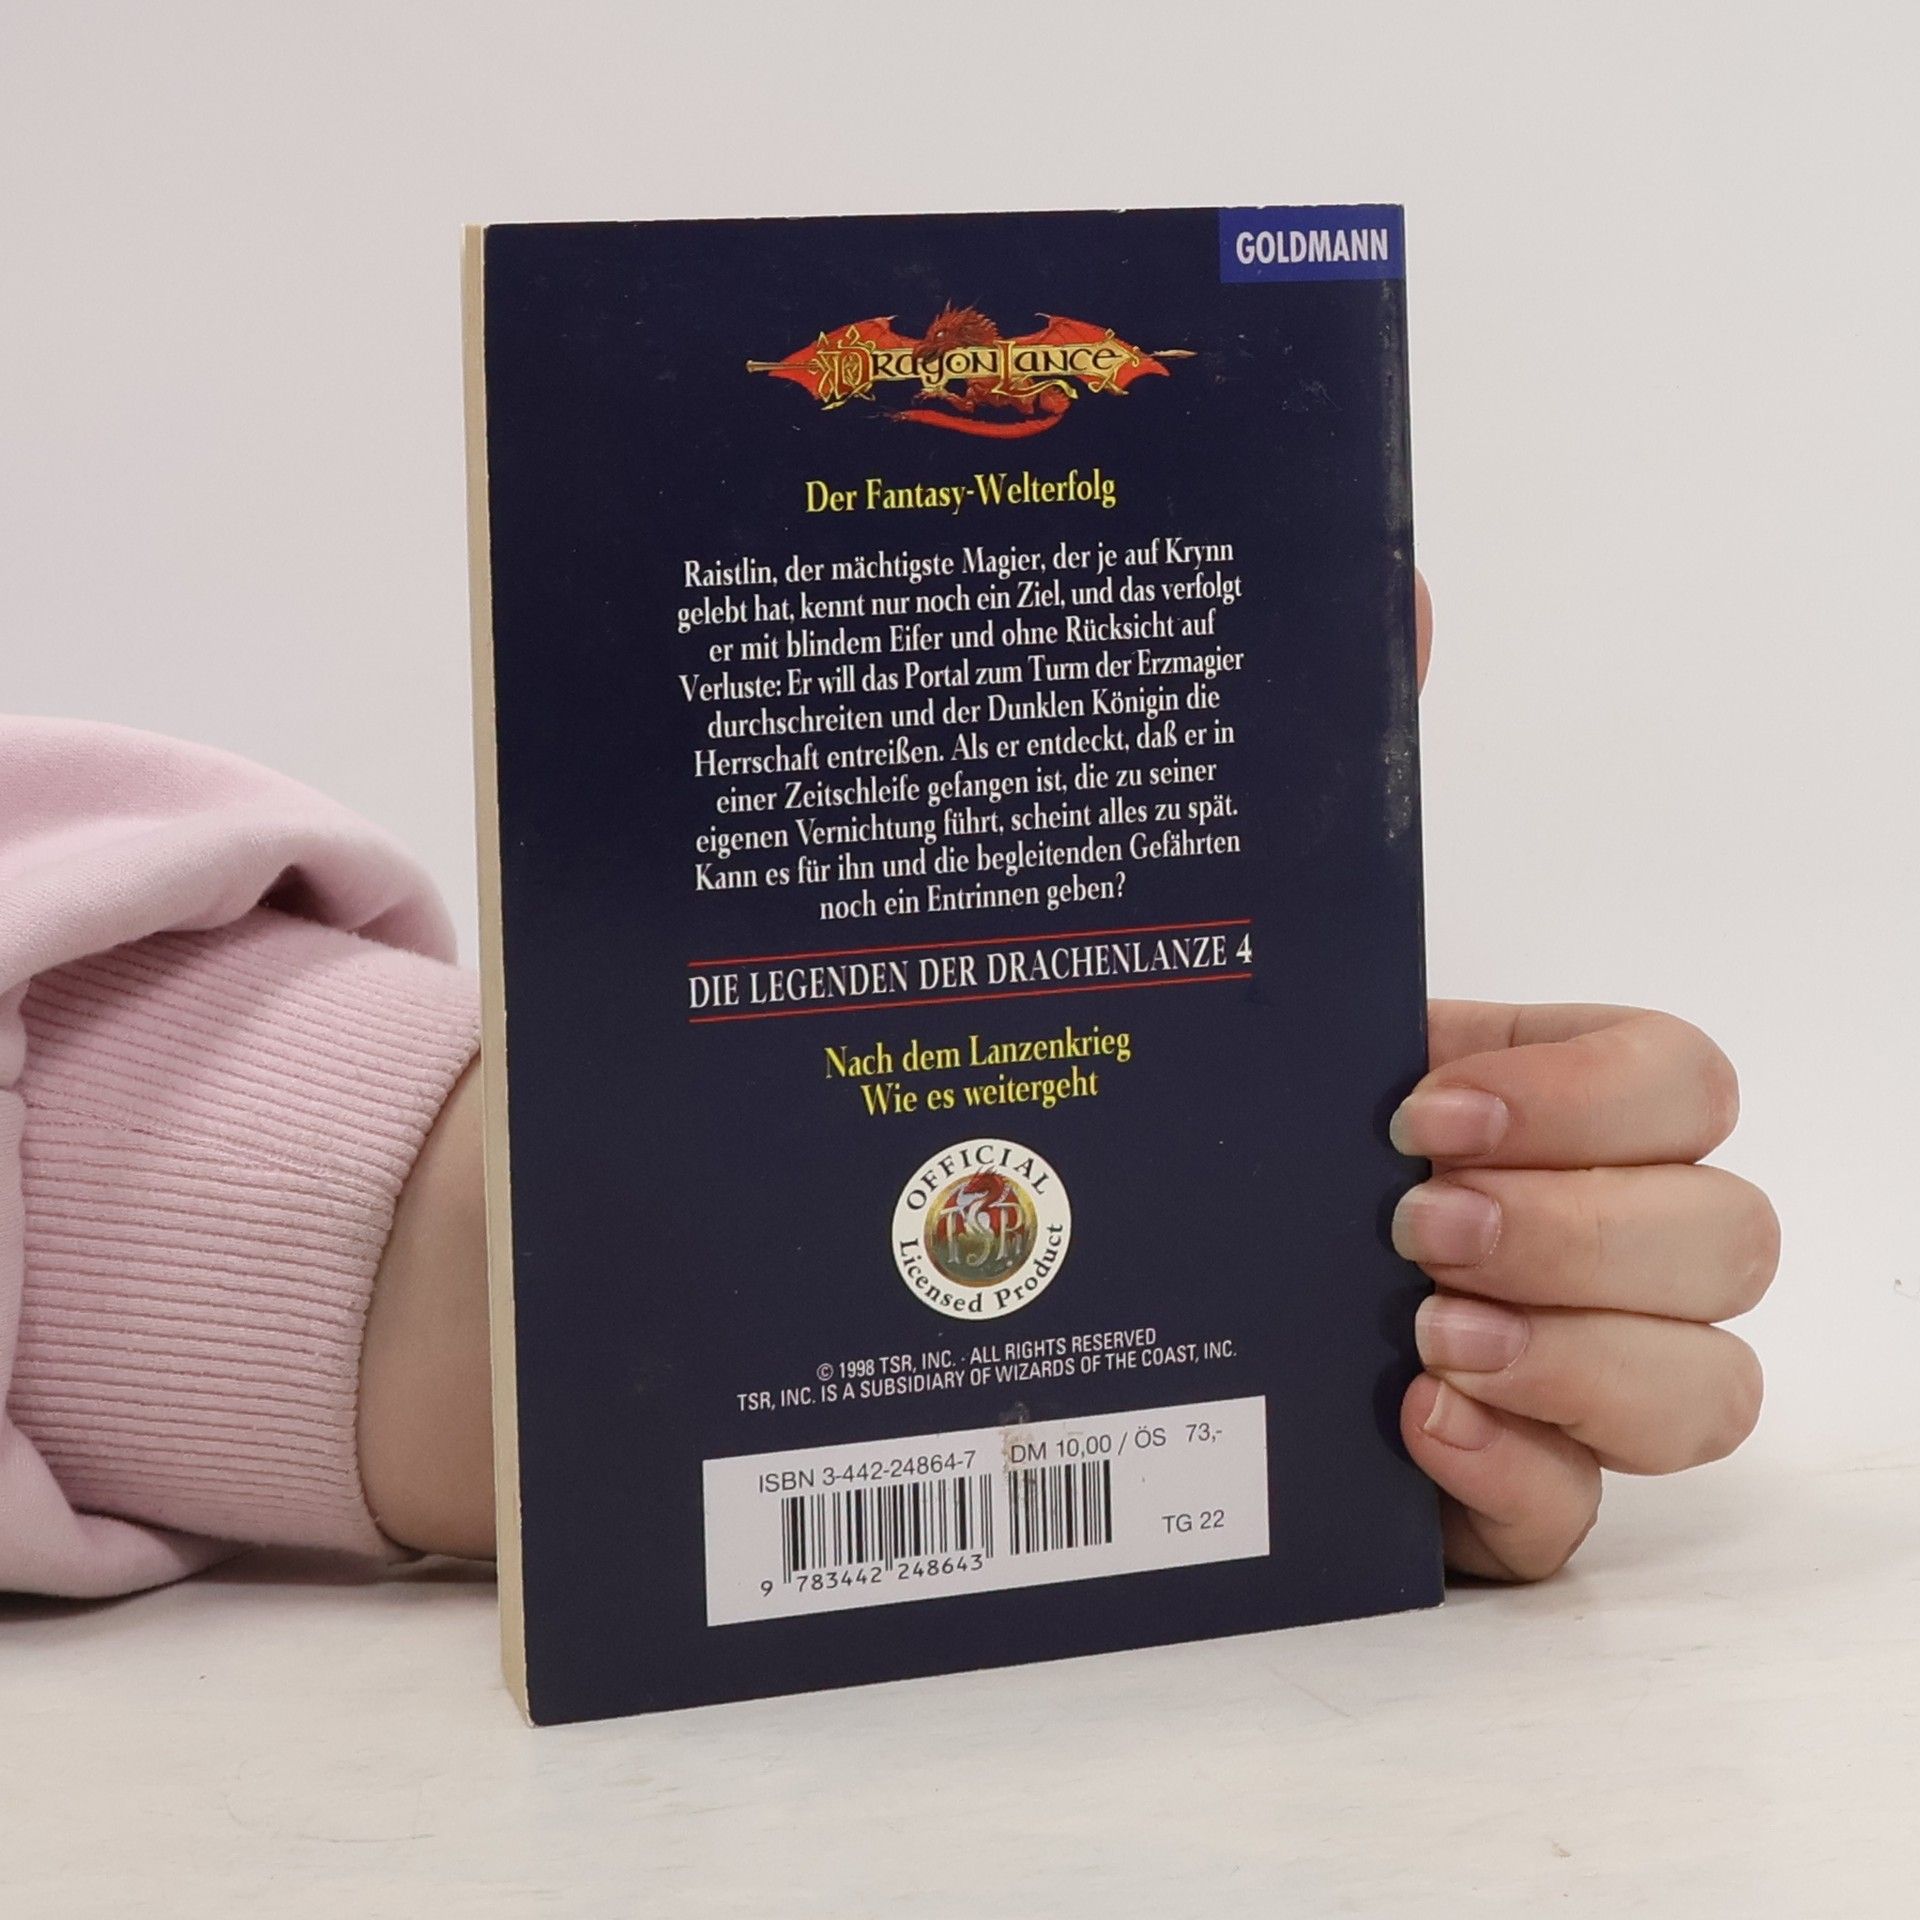 GOLDMANN
DRAGONLANCE
Der Fantasy-Welterfolg
Raistlin, der mächtigste Magier, der je auf Krynn
gelebt hat, kennt nur noch ein Ziel, und das verfolgt
er mit blindem Eifer und ohne Rücksicht auf
Verluste: Er will das Portal zum Turm der Erzmagier
durchschreiten und der Dunklen Königin die
Herrschaft entreißen. Als er entdeckt, daß er in
einer Zeitschleife gefangen ist, die zu seiner
eigenen Vernichtung führt, scheint alles zu spät.
Kann es für ihn und die begleitenden Gefährten
noch ein Entrinnen geben?
DIE LEGENDEN DER DRACHENLANZE 4
Nach dem Lanzenkrieg
Wie es weitergeht
OFFICIAL
TSR
Licensed Product
© 1998 TSR, INC. · ALL RIGHTS RESERVED
TSR, INC. IS A SUBSIDIARY OF WIZARDS OF THE COAST, INC.
ISBN 3-442-24864-7 DM 10,00 / ÖS 73,-
TG 22
9 783442 248643